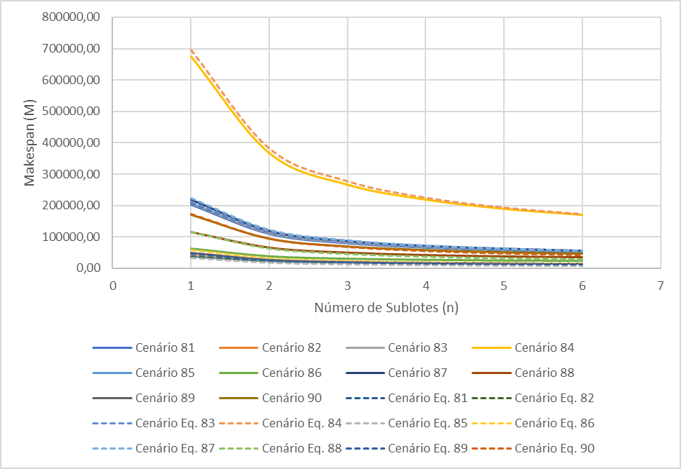 800000,00
700000,00
600000,00
500000,00
400000,00
300000,00
200000,00
100000,00
0,00
Makespan (M)
0 1 2 3 4 5 6 7
Número de Sublotes (n)
Cenário 81 Cenário 82 Cenário 83 Cenário 84
Cenário 85 Cenário 86 Cenário 87 Cenário 88
Cenário 89 Cenário 90 Cenário Eq. 81 Cenário Eq. 82
Cenário Eq. 83 Cenário Eq. 84 Cenário Eq. 85 Cenário Eq. 86
Cenário Eq. 87 Cenário Eq. 88 Cenário Eq. 89 Cenário Eq. 90